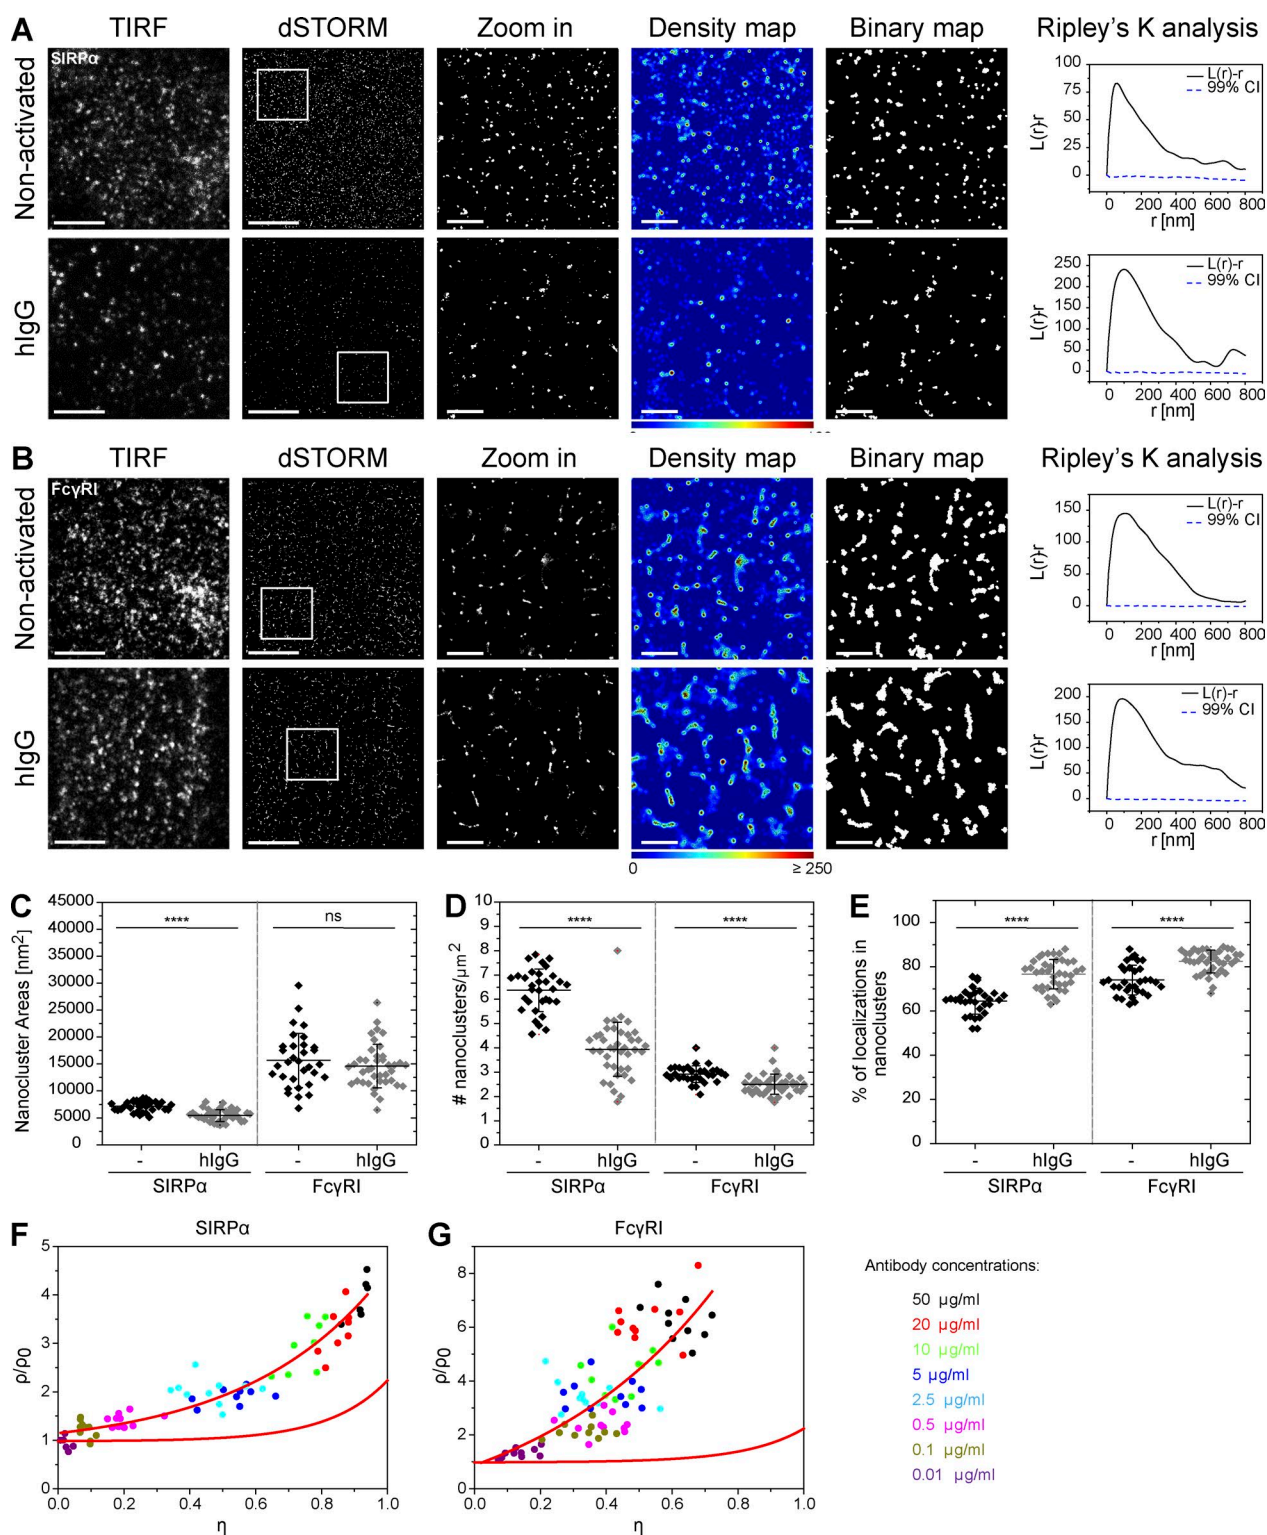 A TIRF dSTORM Zoom in Density map Binary map Ripley's K analysis
Non-activated
SIRPα
100
75
50
25
0
L(r)-r
L(r)-r
99% CI
0 200 400 600 800
r [nm]
hIgG
250
200
150
100
50
0
L(r)-r
L(r)-r
99% CI
0 200 400 600 800
r [nm]
B TIRF dSTORM Zoom in Density map Binary map Ripley's K analysis
Non-activated
FcγRI
150
100
50
0
L(r)-r
L(r)-r
99% CI
0 200 400 600 800
r [nm]
hIgG
200
150
100
50
0
L(r)-r
L(r)-r
99% CI
0 200 400 600 800
r [nm]
0 ≥ 250
C
Nanocluster Areas [nm²]
45000
40000
35000
30000
25000
20000
15000
10000
5000
0
**** ns
- hIgG - hIgG
SIRPα FcγRI
D
# nanoclusters/µm²
10
9
8
7
6
5
4
3
2
1
0
**** ****
- hIgG - hIgG
SIRPα FcγRI
E
% of localizations in
nanoclusters
100
80
60
40
20
0
**** ****
- hIgG - hIgG
SIRPα FcγRI
F SIRPα
ρ/ρ0
5
4
3
2
1
0
0.0 0.2 0.4 0.6 0.8 1.0
η
G FcγRI
ρ/ρ0
8
6
4
2
0
0.0 0.2 0.4 0.6 0.8 1.0
η
Antibody concentrations:
50 µg/ml
20 µg/ml
10 µg/ml
5 µg/ml
2.5 µg/ml
0.5 µg/ml
0.1 µg/ml
0.01 µg/ml